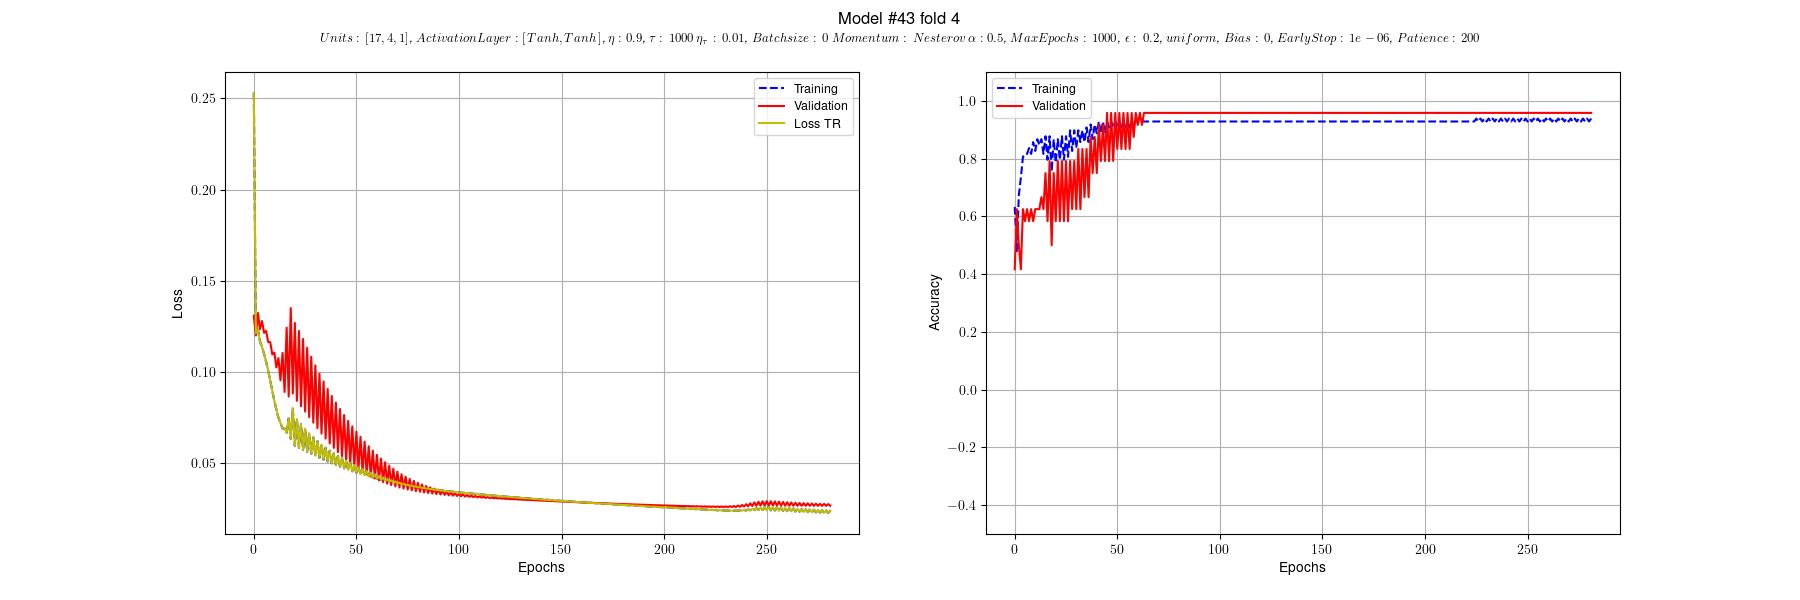 Model #43 fold 4
Units : [17, 4, 1], ActivationLayer : [Tanh, Tanh], η : 0.9, τ : 1000 ητ : 0.01, Batchsize : 0 Momentum : Nesterov α : 0.5, MaxEpochs : 1000, ϵ : 0.2, uniform, Bias : 0, EarlyStop : 1e − 06, Patience : 200
Training
Validation
Loss TR
0.25
0.20
0.15
0.10
0.05
Loss
0 50 100 150 200 250
Epochs
Training
Validation
1.0
0.8
0.6
0.4
0.2
0.0
−0.2
−0.4
Accuracy
0 50 100 150 200 250
Epochs